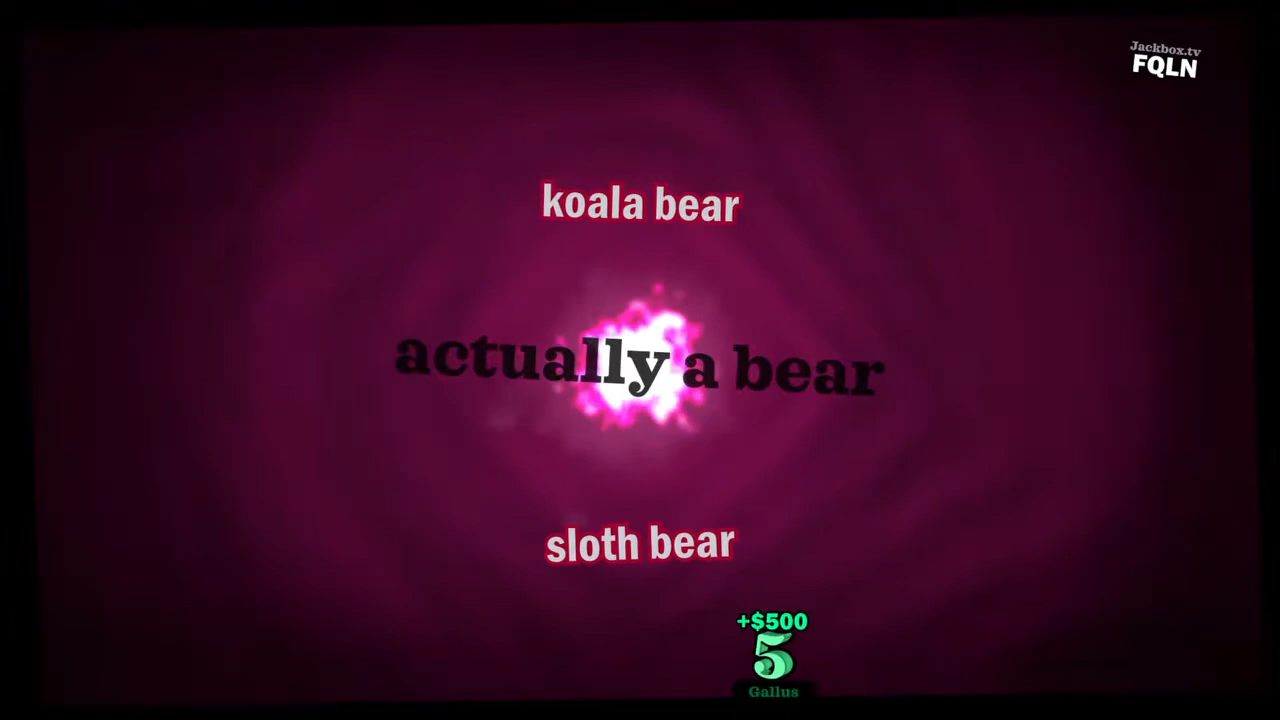 Jackbox.tv
FQLN
koala bear
actually a bear
sloth bear
+$500
5
Gallus